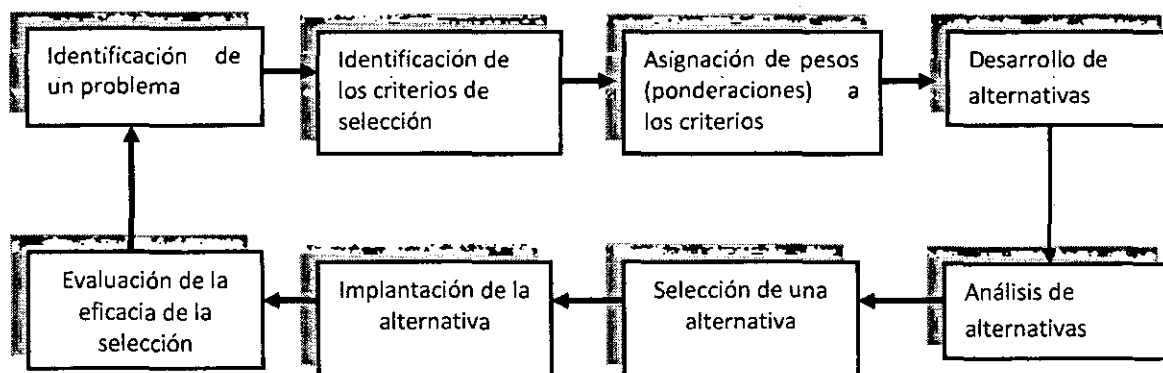 Identificación de
un problema
Identificación de
los criterios de
selección
Asignación de pesos
(ponderaciones) a
los criterios
Desarrollo de
alternativas
Análisis de
alternativas
Selección de una
alternativa
Implantación de la
alternativa
Evaluación de la
eficacia de la
selección